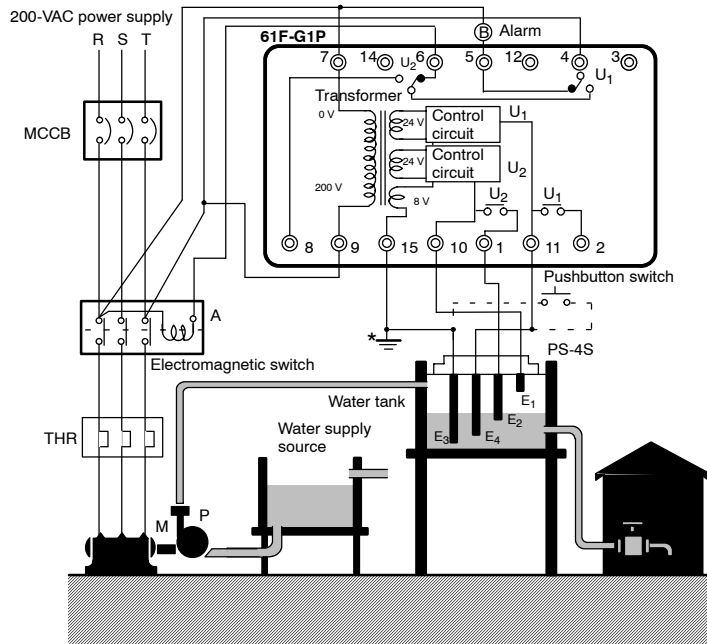 200-VAC power supply
R S T
61F-G1P
B Alarm
7 14 6 5 12 4 3
U2
U1
Transformer
MCCB
0 V
24 V
Control circuit
U1
24 V
Control circuit
U2
200 V
8 V
U2
U1
8 9 15 10 1 11 2
Pushbutton switch
A
*
PS-4S
Electromagnetic switch
Water tank
E1
E2
E3
E4
THR
Water supply
source
M
P